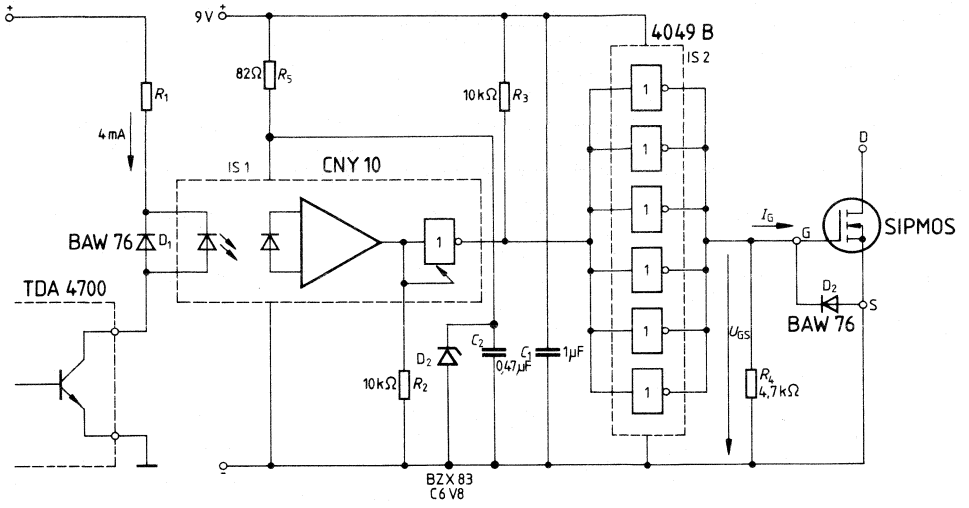 +
9V +
4049 B
IS 2
82Ω R5
10kΩ R3
R1
4mA
IS 1
CNY 10
1
1
1
1
1
1
1
D
IG
SIPMOS
G
BAW 76 D1
D2
BAW 76
S
TDA 4700
UGS
D2
C2
0,47µF
C1
1µF
10kΩ R2
R4
4,7kΩ
-
BZX 83
C6 V8